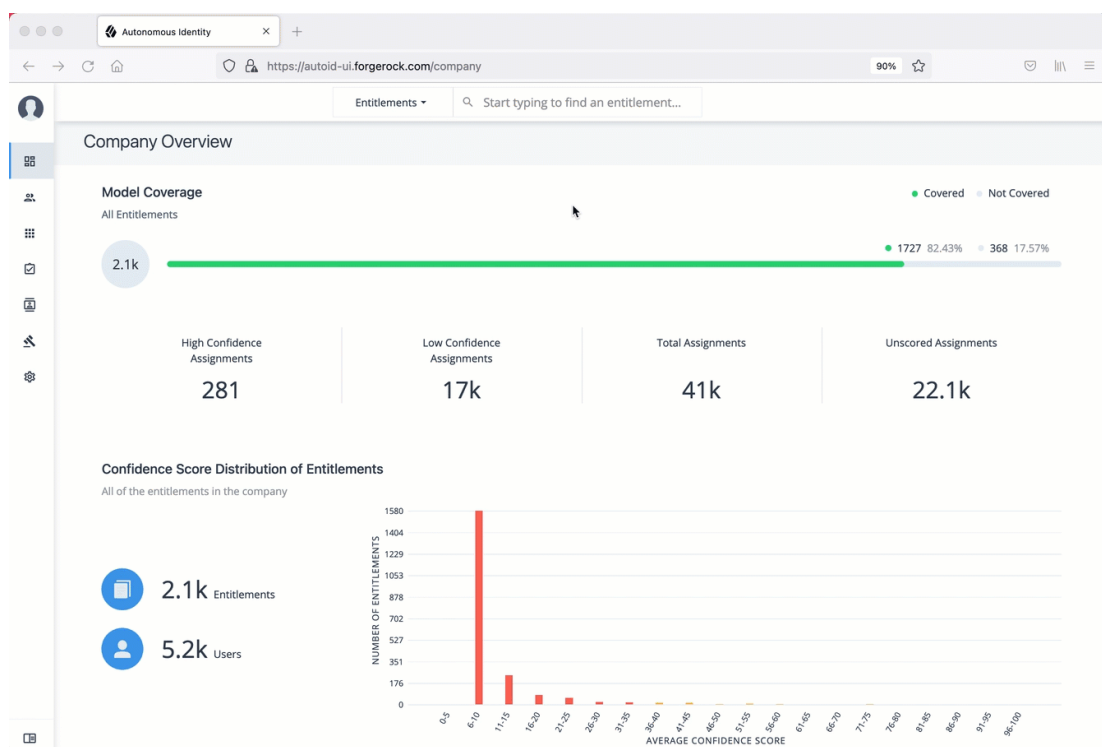 Autonomous Identity
https://autoid-ui.forgerock.com/company
90%
Entitlements
Start typing to find an entitlement...
Company Overview
Model Coverage
Covered Not Covered
All Entitlements
1727 82.43% 368 17.57%
2.1k
High Confidence
Assignments
281
Low Confidence
Assignments
17k
Total Assignments
41k
Unscored Assignments
22.1k
Confidence Score Distribution of Entitlements
All of the entitlements in the company
2.1k Entitlements
5.2k Users
NUMBER OF ENTITLEMENTS
1580
1404
1229
1053
878
702
527
351
176
0
0-5
6-10
11-15
16-20
21-25
26-30
31-35
36-40
41-45
46-50
51-55
56-60
61-65
66-70
71-75
76-80
81-85
86-90
91-95
96-100
AVERAGE CONFIDENCE SCORE